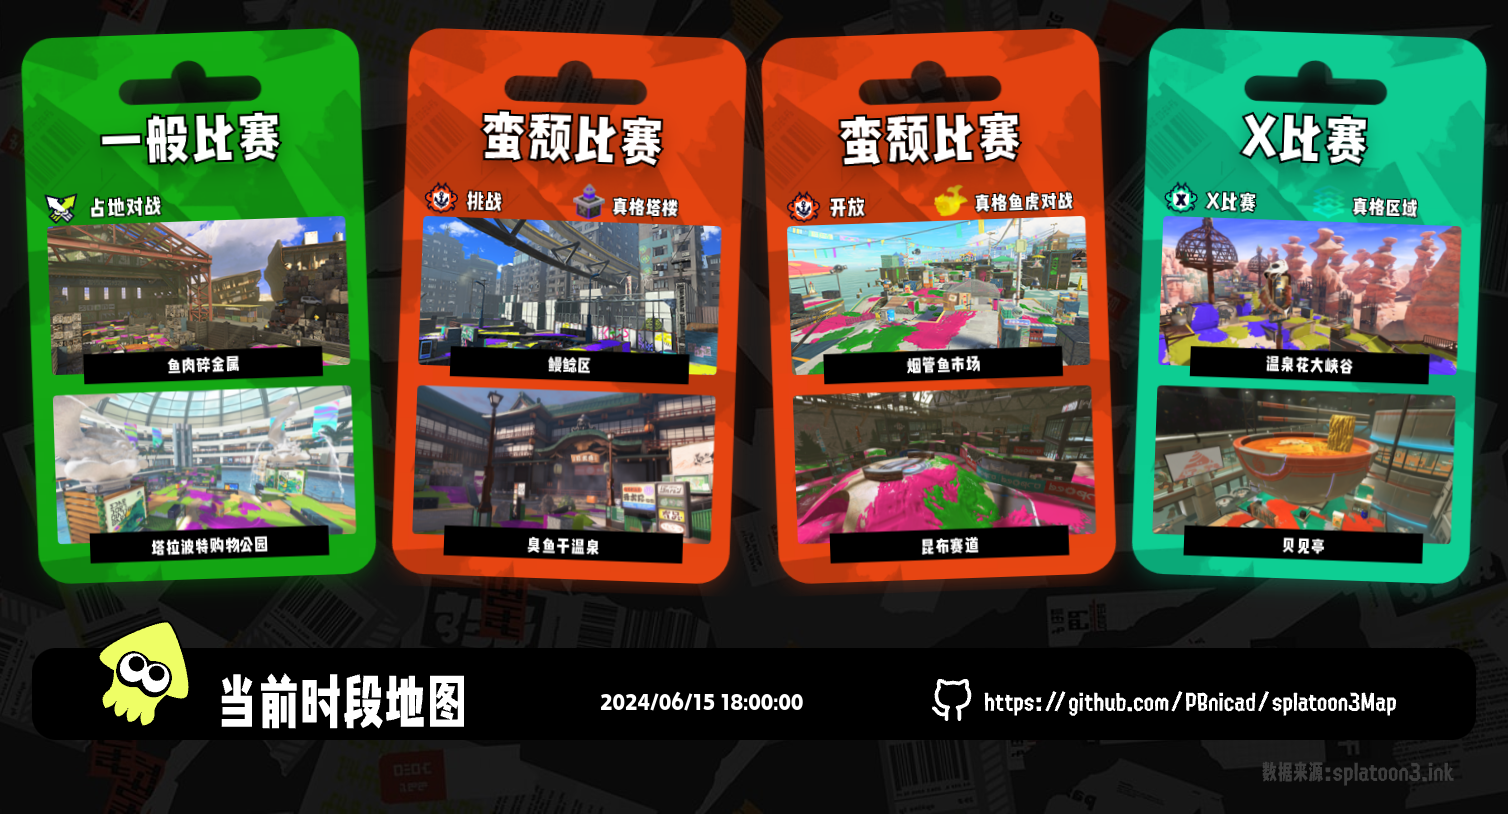 一般比赛
占地对战
鱼肉碎金属
塔拉波特购物公园
蛮颓比赛
挑战
真格塔楼
鳗鲶区
臭鱼干温泉
蛮颓比赛
开放
真格鱼虎对战
烟管鱼市场
昆布赛道
X比赛
X比赛
真格区域
温泉花大峡谷
贝见亭
当前时段地图
2024/06/15 18:00:00
https://github.com/PBnicad/splatoon3Map
数据来源:splatoon3.ink